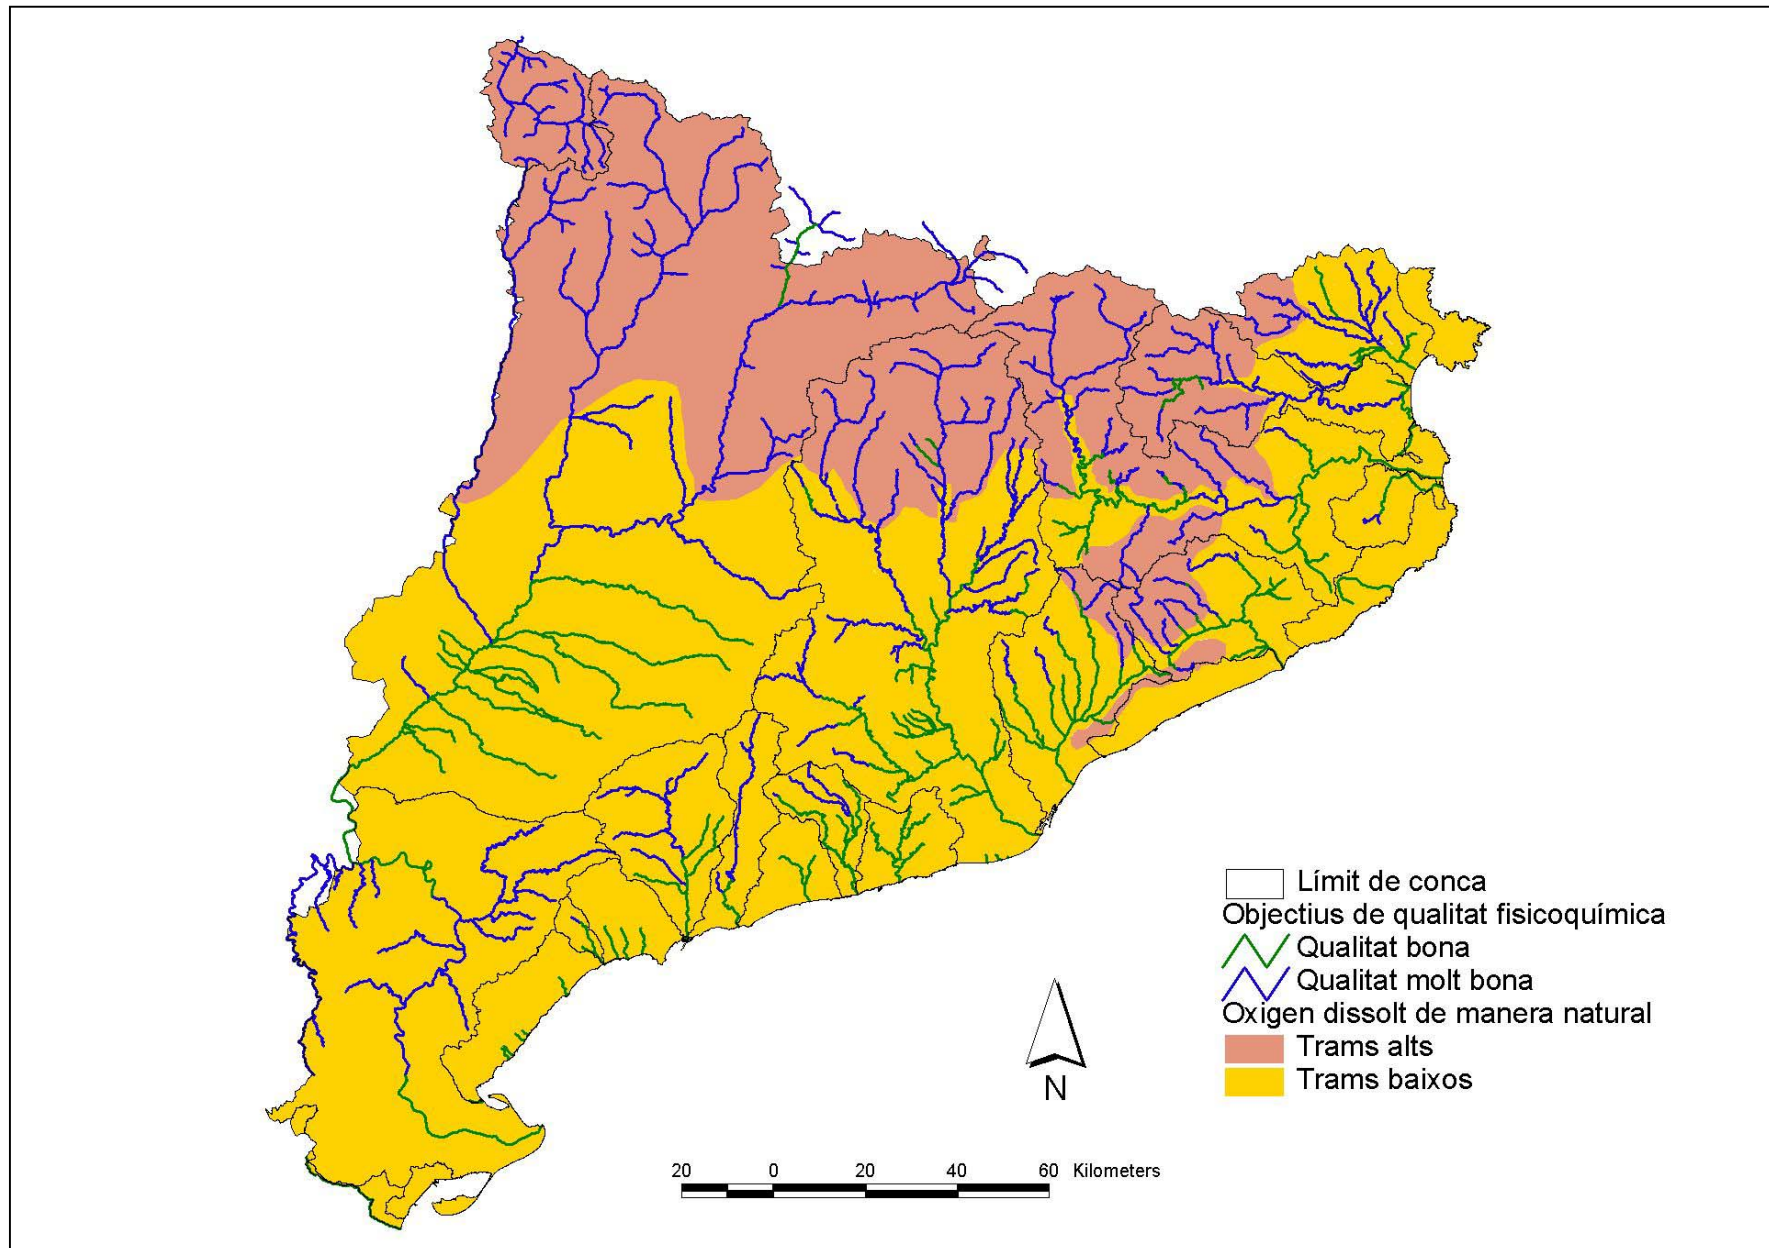 Límit de conca
Objectius de qualitat fisicoquímica
Qualitat bona
Qualitat molt bona
Oxigen dissolt de manera natural
Trams alts
Trams baixos
N
20 0 20 40 60 Kilometers